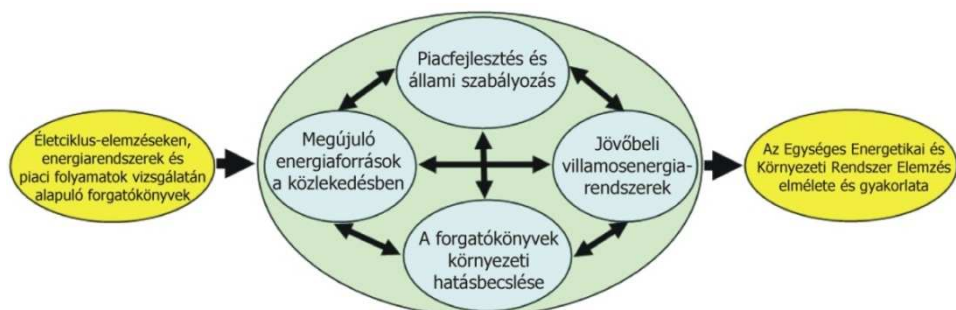 Életciklus-elemzéseken,
energiarendszerek és
piaci folyamatok vizsgálatán
alapuló forgatókönyvek
Piacfejlesztés és
állami szabályozás
Megújuló
energiaforrások
a közlekedésben
Jövőbeli
villamosenergia-
rendszerek
A forgatókönyvek
környezeti
hatásbecslése
Az Egységes Energetikai és
Környezeti Rendszer Elemzés
elmélete és gyakorlata